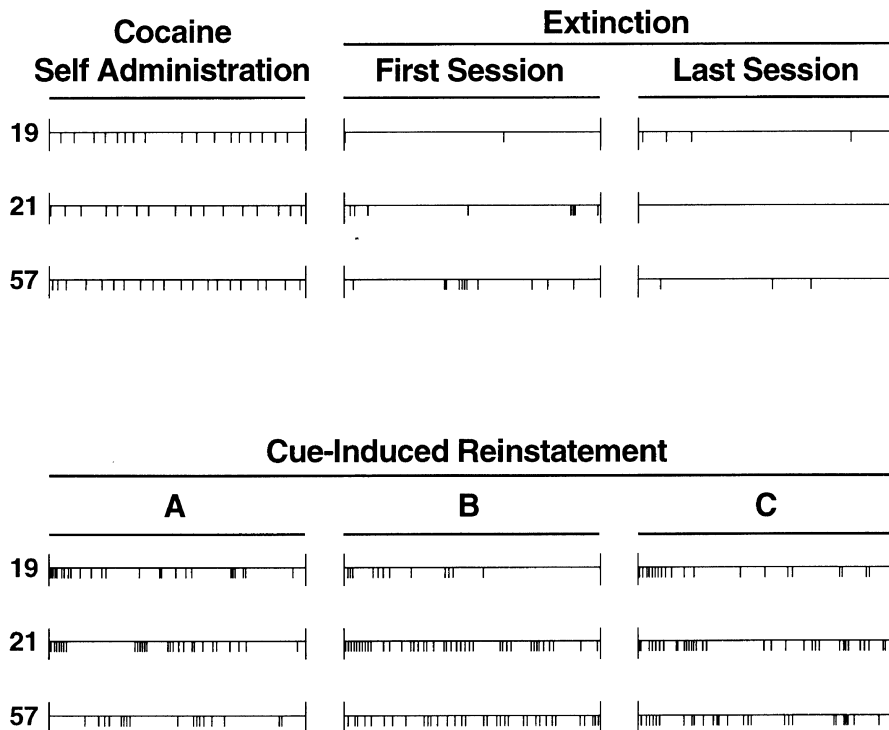 Cocaine
Self Administration
Extinction
First Session
Last Session
19
21
57
Cue-Induced Reinstatement
A
B
C
19
21
57